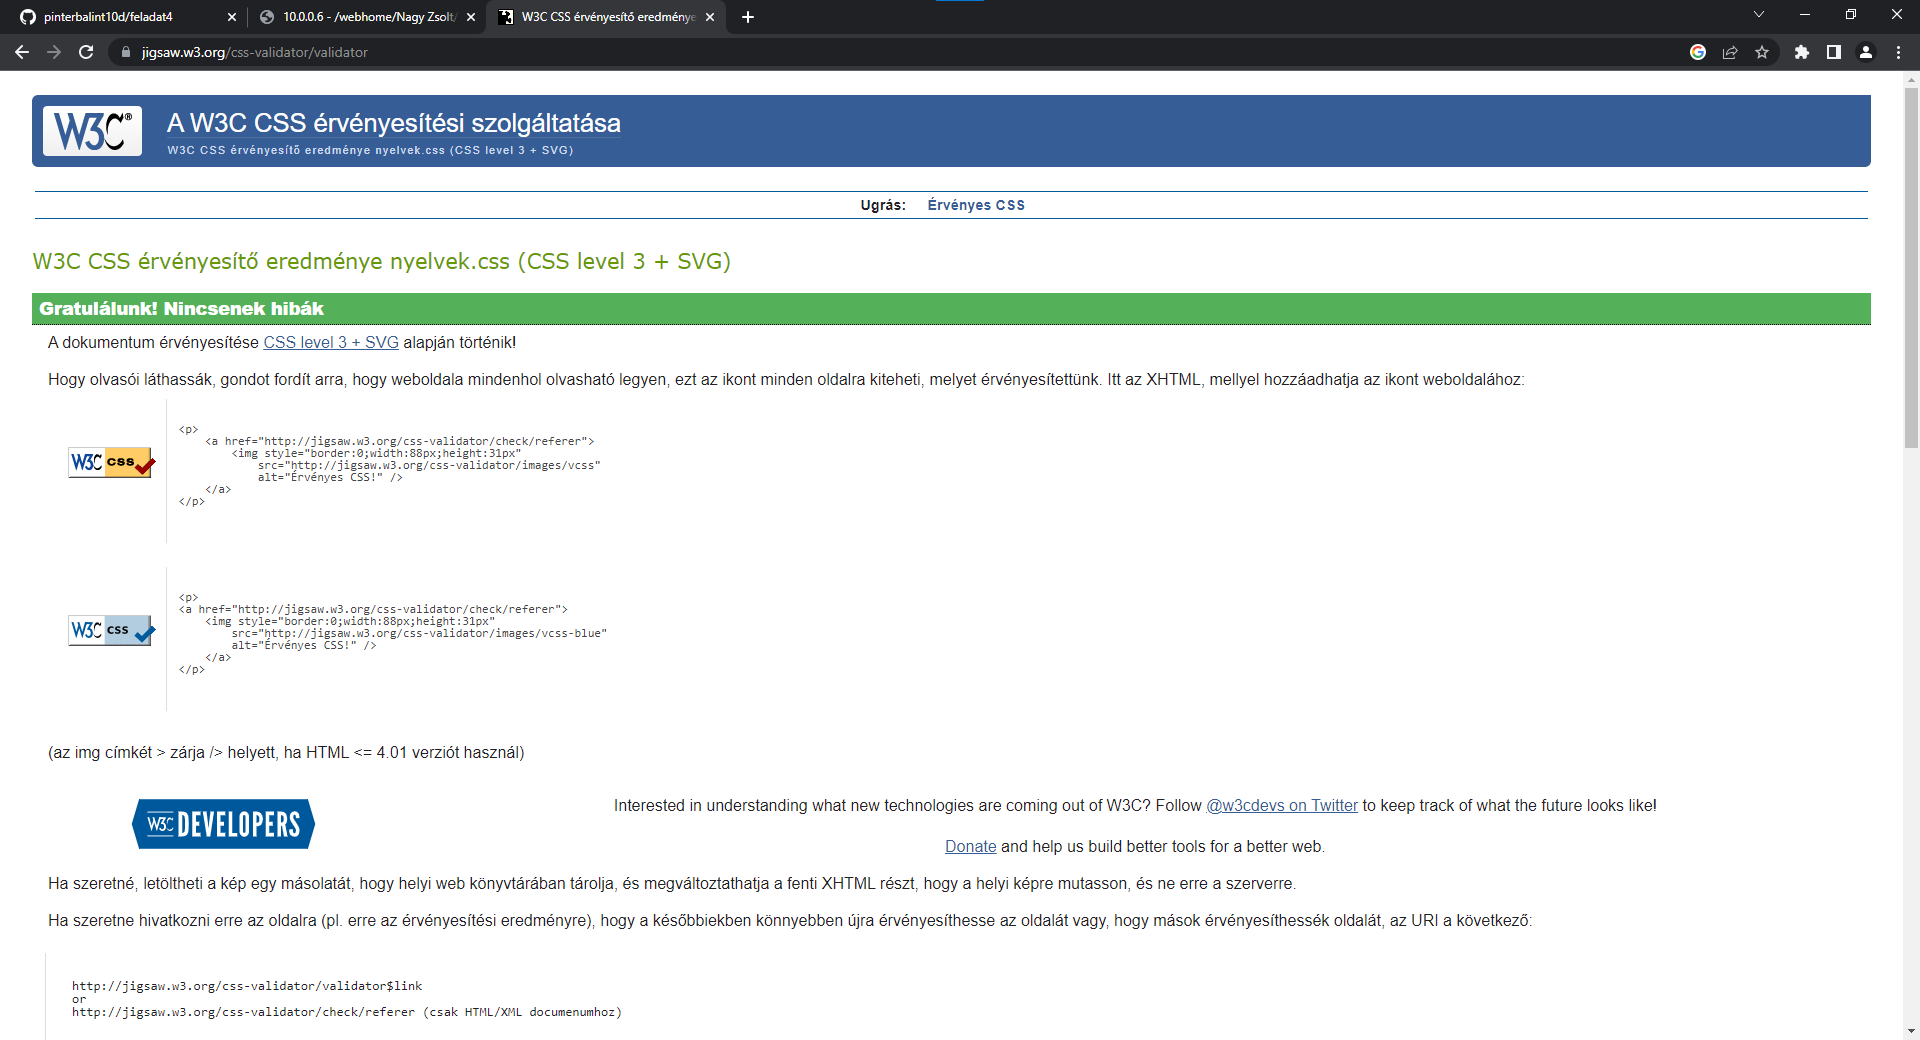 pinterbalint10d/feladat4
10.0.0.6 - /webhome/Nagy Zsolt/
W3C CSS érvényesítő eredménye
jigsaw.w3.org/css-validator/validator
W3C®
A W3C CSS érvényesítési szolgáltatása
W3C CSS érvényesítő eredménye nyelvek.css (CSS level 3 + SVG)
Ugrás: Érvényes CSS
W3C CSS érvényesítő eredménye nyelvek.css (CSS level 3 + SVG)
Gratulálunk! Nincsenek hibák
A dokumentum érvényesítése CSS level 3 + SVG alapján történik!
Hogy olvasói láthassák, gondot fordít arra, hogy weboldala mindenhol olvasható legyen, ezt az ikont minden oldalra kiteheti, melyet érvényesítettünk. Itt az XHTML, mellyel hozzáadhatja az ikont weboldalához:
W3C css
<p>
<a href="http://jigsaw.w3.org/css-validator/check/referer">
<img style="border:0;width:88px;height:31px"
src="http://jigsaw.w3.org/css-validator/images/vcss"
alt="Érvényes CSS!" />
</a>
</p>
W3C css
<p>
<a href="http://jigsaw.w3.org/css-validator/check/referer">
<img style="border:0;width:88px;height:31px"
src="http://jigsaw.w3.org/css-validator/images/vcss-blue"
alt="Érvényes CSS!" />
</a>
</p>
(az img címkét > zárja /> helyett, ha HTML <= 4.01 verziót használ)
W3C DEVELOPERS
Interested in understanding what new technologies are coming out of W3C? Follow @w3cdevs on Twitter to keep track of what the future looks like!
Donate and help us build better tools for a better web.
Ha szeretné, letöltheti a kép egy másolatát, hogy helyi web könyvtárában tárolja, és megváltoztathatja a fenti XHTML részt, hogy a helyi képre mutasson, és ne erre a szerverre.
Ha szeretne hivatkozni erre az oldalra (pl. erre az érvényesítési eredményre), hogy a későbbiekben könnyebben újra érvényesíthesse az oldalát vagy, hogy mások érvényesíthessék oldalát, az URI a következő:
http://jigsaw.w3.org/css-validator/validator$link
or
http://jigsaw.w3.org/css-validator/check/referer (csak HTML/XML documenumhoz)